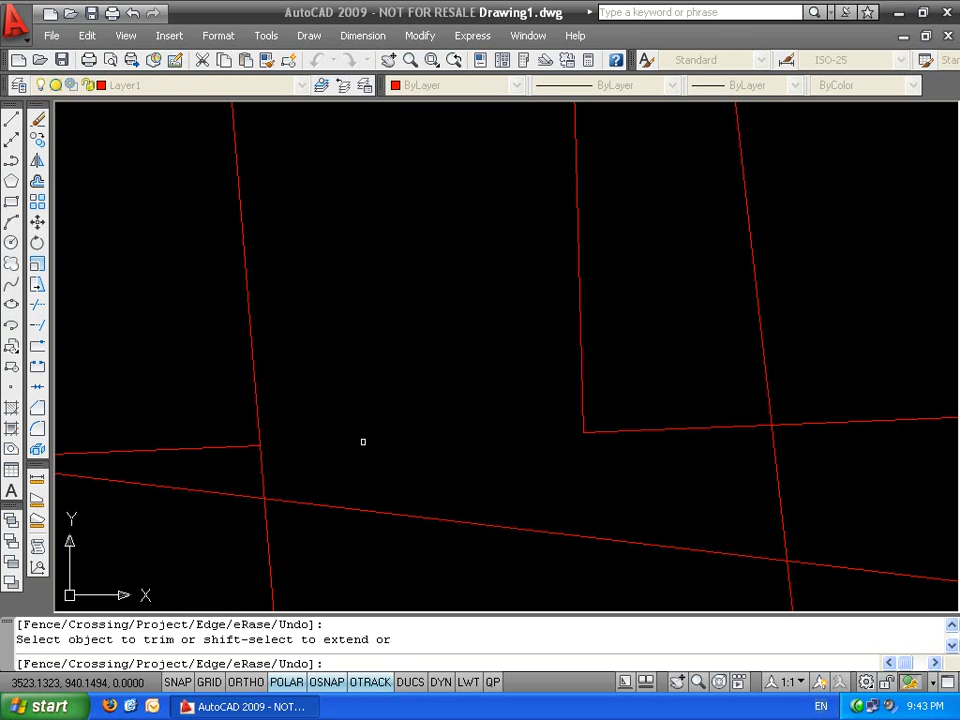 AutoCAD 2009 - NOT FOR RESALE Drawing1.dwg
Type a keyword or phrase
File Edit View Insert Format Tools Draw Dimension Modify Express Window Help
Standard ISO-25 Star
Layer1 ByLayer ByLayer ByLayer ByColor
A
Y
X
[Fence/Crossing/Project/Edge/eRase/Undo]:
Select object to trim or shift-select to extend or
[Fence/Crossing/Project/Edge/eRase/Undo]:
3523.1323, 940.1494, 0.0000 SNAP GRID ORTHO POLAR OSNAP OTRACK DUCS DYN LWT QP 1:1
start AutoCAD 2009 - NOT... EN 9:43 PM